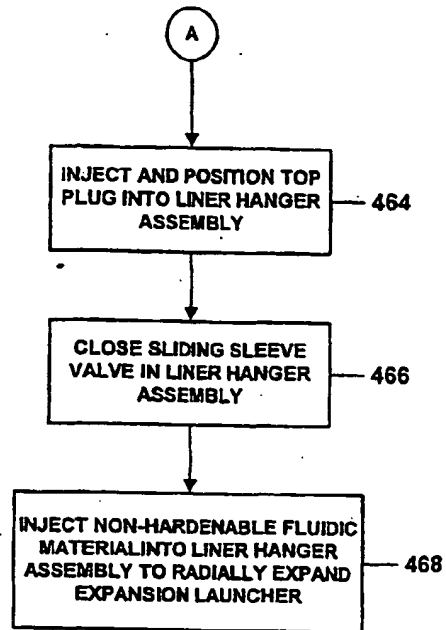 A
INJECT AND POSITION TOP
PLUG INTO LINER HANGER
ASSEMBLY
464
CLOSE SLIDING SLEEVE
VALVE IN LINER HANGER
ASSEMBLY
466
INJECT NON-HARDENABLE FLUIDIC
MATERIALINTO LINER HANGER
ASSEMBLY TO RADIALLY EXPAND
EXPANSION LAUNCHER
468